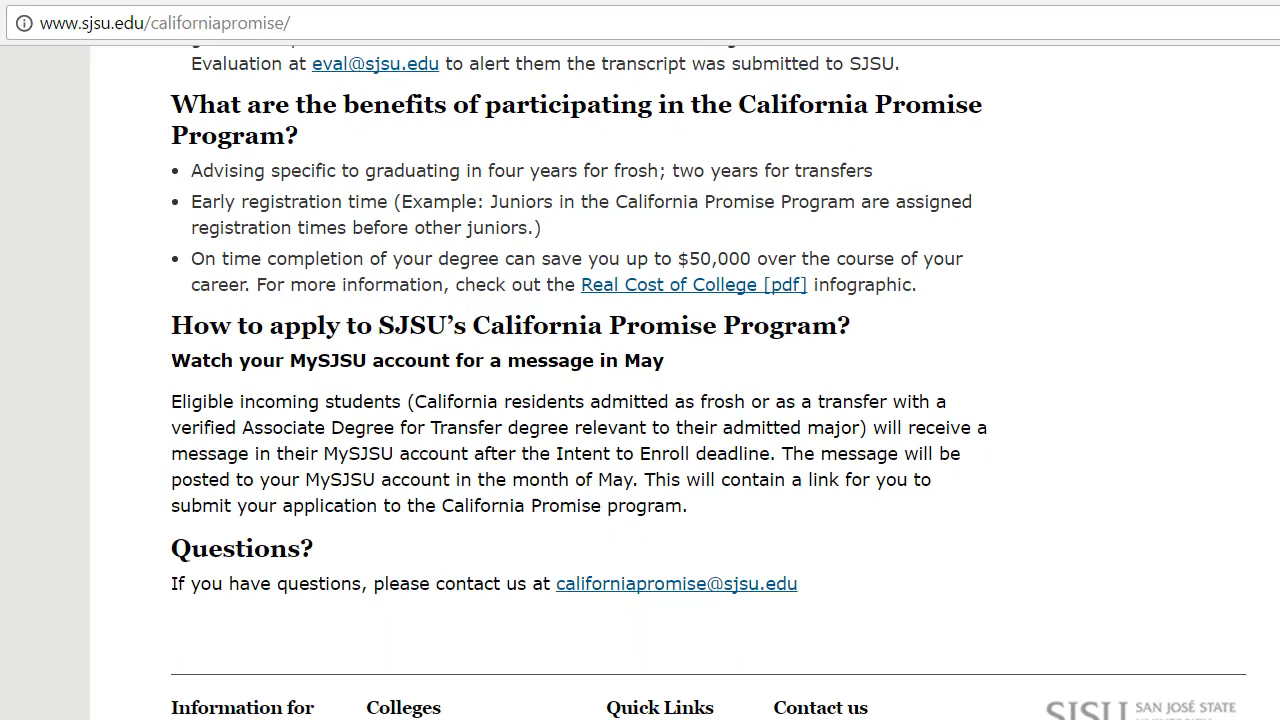 www.sjsu.edu/californiapromise/
Evaluation at eval@sjsu.edu to alert them the transcript was submitted to SJSU.
What are the benefits of participating in the California Promise
Program?
• Advising specific to graduating in four years for frosh; two years for transfers
• Early registration time (Example: Juniors in the California Promise Program are assigned
registration times before other juniors.)
• On time completion of your degree can save you up to $50,000 over the course of your
career. For more information, check out the Real Cost of College [pdf] infographic.
How to apply to SJSU’s California Promise Program?
Watch your MySJSU account for a message in May
Eligible incoming students (California residents admitted as frosh or as a transfer with a
verified Associate Degree for Transfer degree relevant to their admitted major) will receive a
message in their MySJSU account after the Intent to Enroll deadline. The message will be
posted to your MySJSU account in the month of May. This will contain a link for you to
submit your application to the California Promise program.
Questions?
If you have questions, please contact us at californiapromise@sjsu.edu
Information for Colleges Quick Links Contact us SJSU SAN JOSÉ STATE